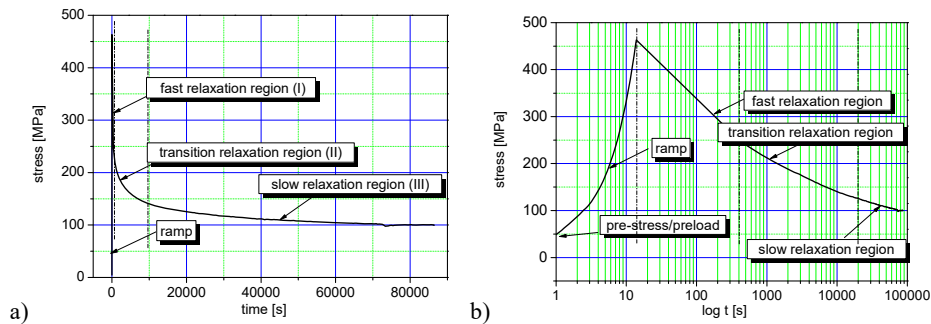 500
400
300
200
100
0
stress [MPa]
fast relaxation region (I)
transition relaxation region (II)
slow relaxation region (III)
ramp
0 20000 40000 60000 80000
time [s]
a)
500
400
300
200
100
0
stress [MPa]
fast relaxation region
transition relaxation region
ramp
pre-stress/preload
slow relaxation region
1 10 100 1000 10000 100000
log t [s]
b)